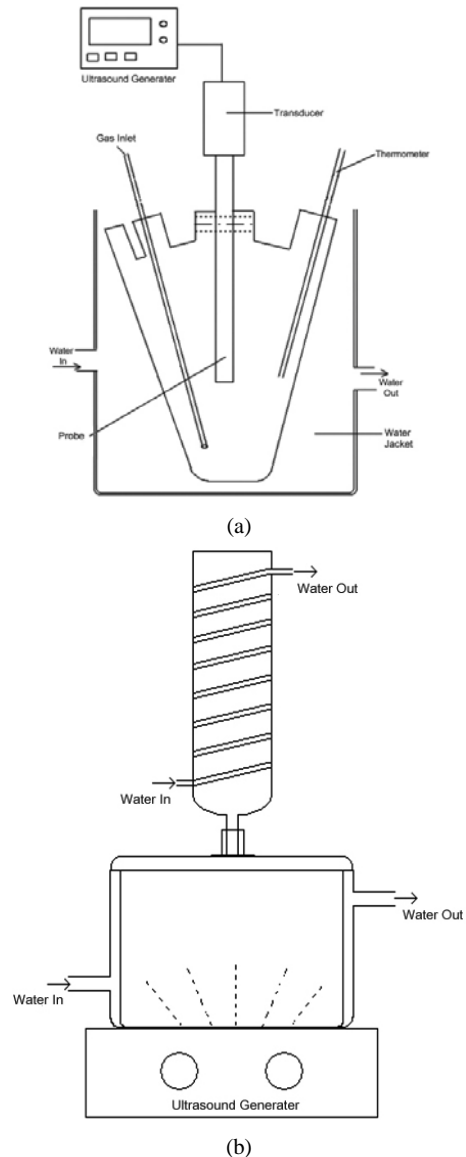 Ultrasound Generater
Transducer
Gas Inlet
Thermometer
Water
In
Water
Out
Probe
Water
Jacket
(a)
Water Out
Water In
Water Out
Water In
Ultrasound Generater
(b)